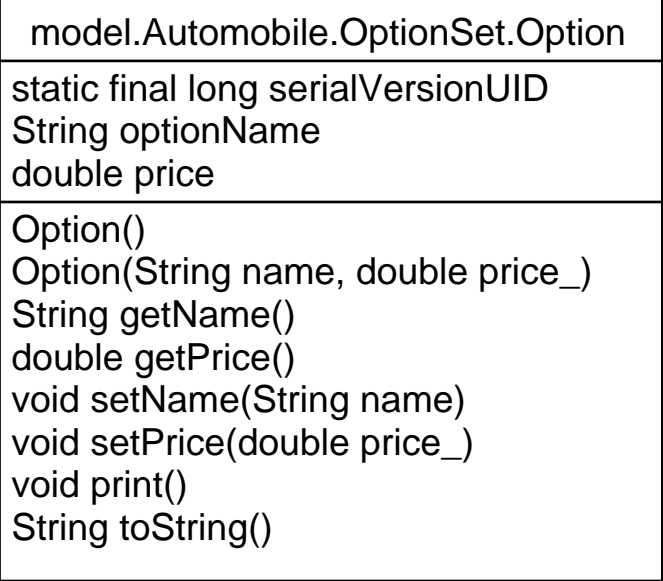 model.Automobile.OptionSet.Option
static final long serialVersionUID
String optionName
double price
Option()
Option(String name, double price_)
String getName()
double getPrice()
void setName(String name)
void setPrice(double price_)
void print()
String toString()